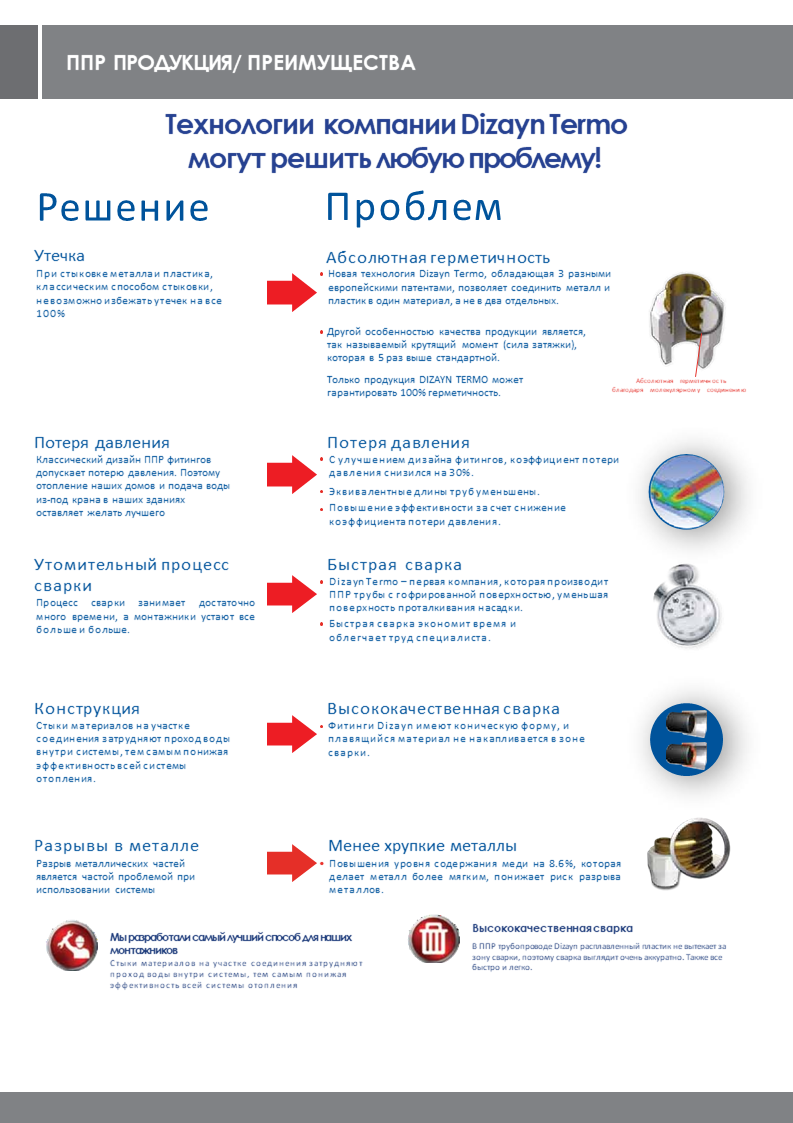 ППР ПРОДУКЦИЯ/ ПРЕИМУЩЕСТВА
Технологии компании Dizayn Termo
могут решить любую проблему!
Решение
Проблем
Утечка
При стыковке металла и пластика,
классическим способом стыковки,
невозможно избежать утечек на все
100%
Абсолютная герметичность
• Новая технология Dizayn Termo, обладающая 3 разными
европейскими патентами, позволяет соединить металл и
пластик в один материал, а не в два отдельных.
• Другой особенностью качества продукции является,
так называемый крутящий момент (сила затяжки),
которая в 5 раз выше стандартной.
Только продукция DIZAYN TERMO может
гарантировать 100% герметичность.
Абсолютная герметичность
благодаря молекулярному соединению
Потеря давления
Классический дизайн ППР фитингов
допускает потерю давления. Поэтому
отопление наших домов и подача воды
из-под крана в наших зданиях
оставляет желать лучшего
Потеря давления
• С улучшением дизайна фитингов, коэффициент потери
давления снизился на 30%.
• Эквивалентные длины труб уменьшены.
• Повышение эффективности за счет снижение
коэффициента потери давления.
Утомительный процесс
сварки
Процесс сварки занимает достаточно
много времени, а монтажники устают все
больше и больше.
Быстрая сварка
• Dizayn Termo – первая компания, которая производит
ППР трубы с гофрированной поверхностью, уменьшая
поверхность проталкивания насадки.
• Быстрая сварка экономит время и
облегчает труд специалиста.
Конструкция
Стыки материалов на участке
соединения затрудняют проход воды
внутри системы, тем самым понижая
эффективность всей системы
отопления.
Высококачественная сварка
• Фитинги Dizayn имеют коническую форму, и
плавящийся материал не накапливается в зоне
сварки.
Разрывы в металле
Разрыв металлических частей
является частой проблемой при
использовании системы
Менее хрупкие металлы
• Повышения уровня содержания меди на 8.6%, которая
делает металл более мягким, понижает риск разрыва
металлов.
Мы разработали самый лучший способ для наших
монтажников
Стыки материалов на участке соединения затрудняют
проход воды внутри системы, тем самым понижая
эффективность всей системы отопления
Высококачественная сварка
В ППР трубопроводе Dizayn расплавленный пластик не вытекает за
зону сварки, поэтому сварка выглядит очень аккуратно. Также все
быстро и легко.